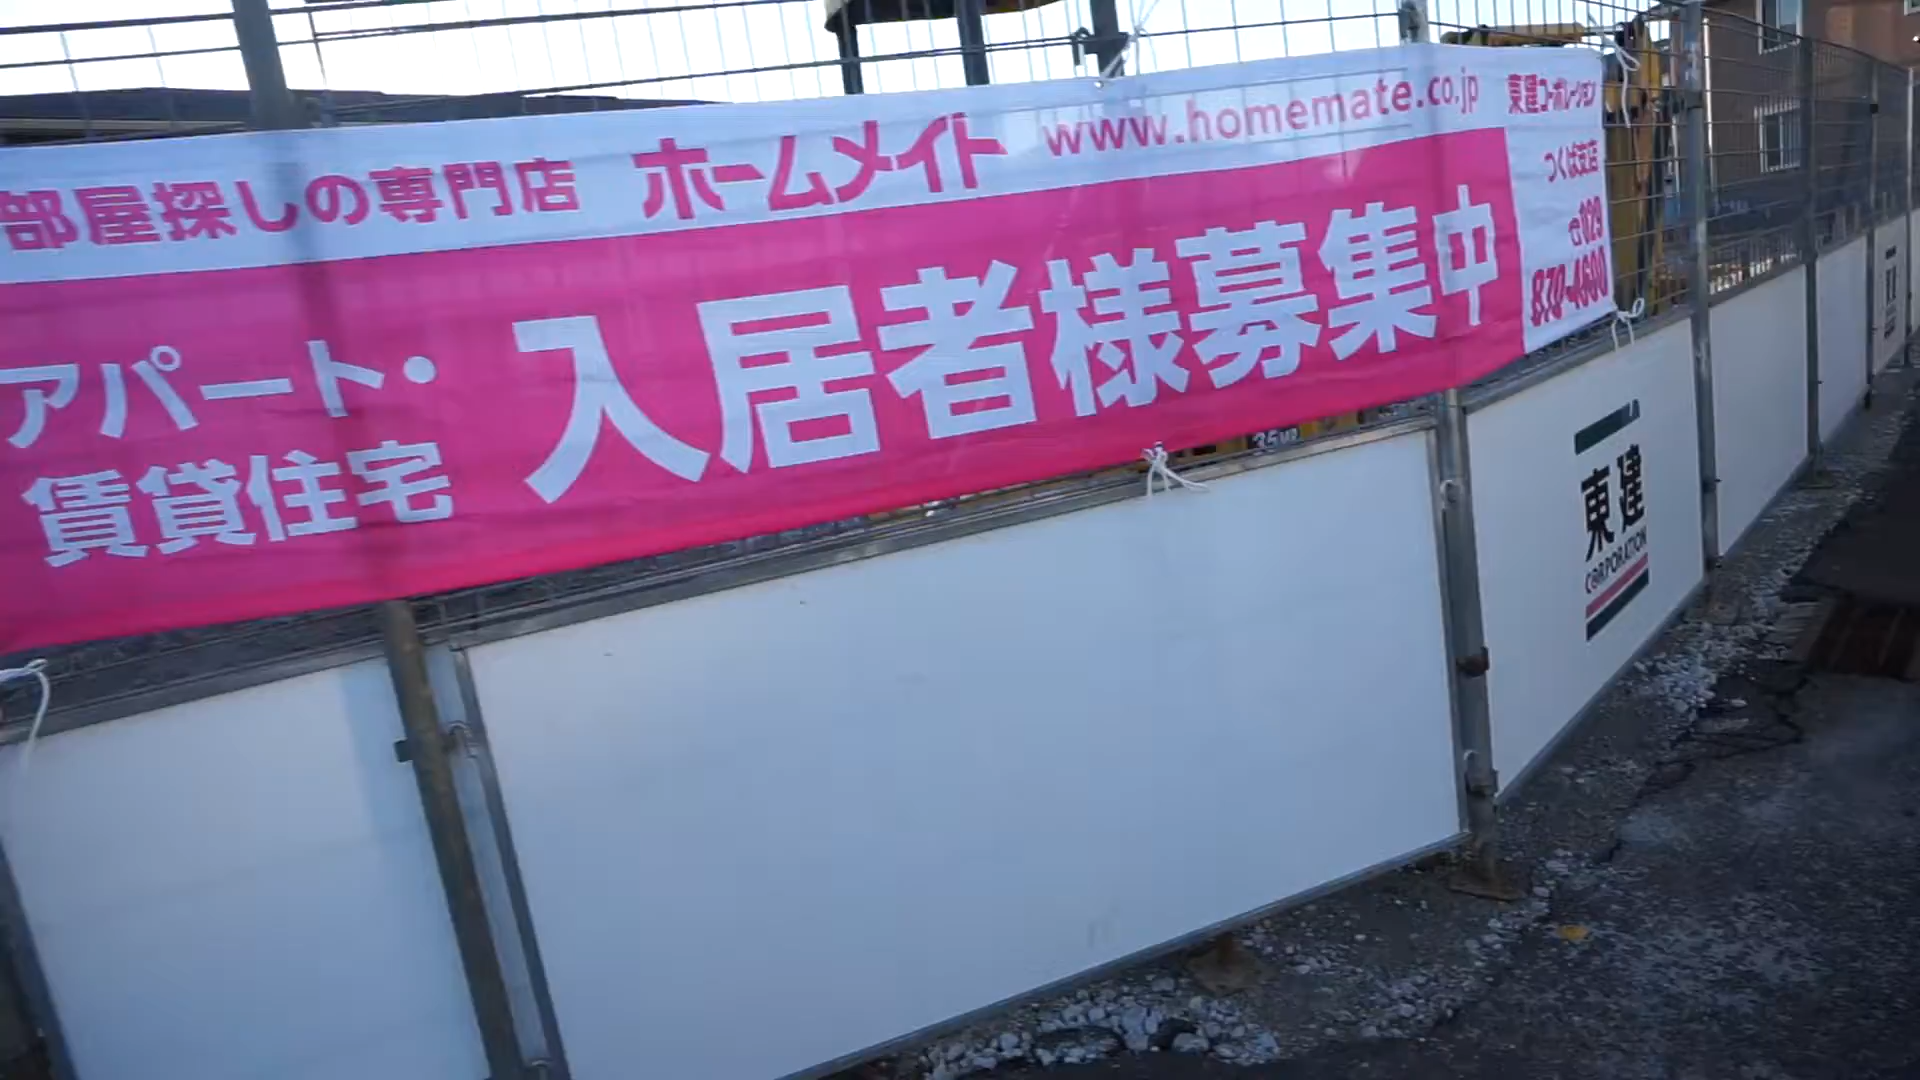 部屋探しの専門店 ホームメイト www.homemate.co.jp
アパート・
賃貸住宅
入居者様募集中
東建コーポレーション
つくば支店
☎029
870-4600
35MR
東建
CORPORATION